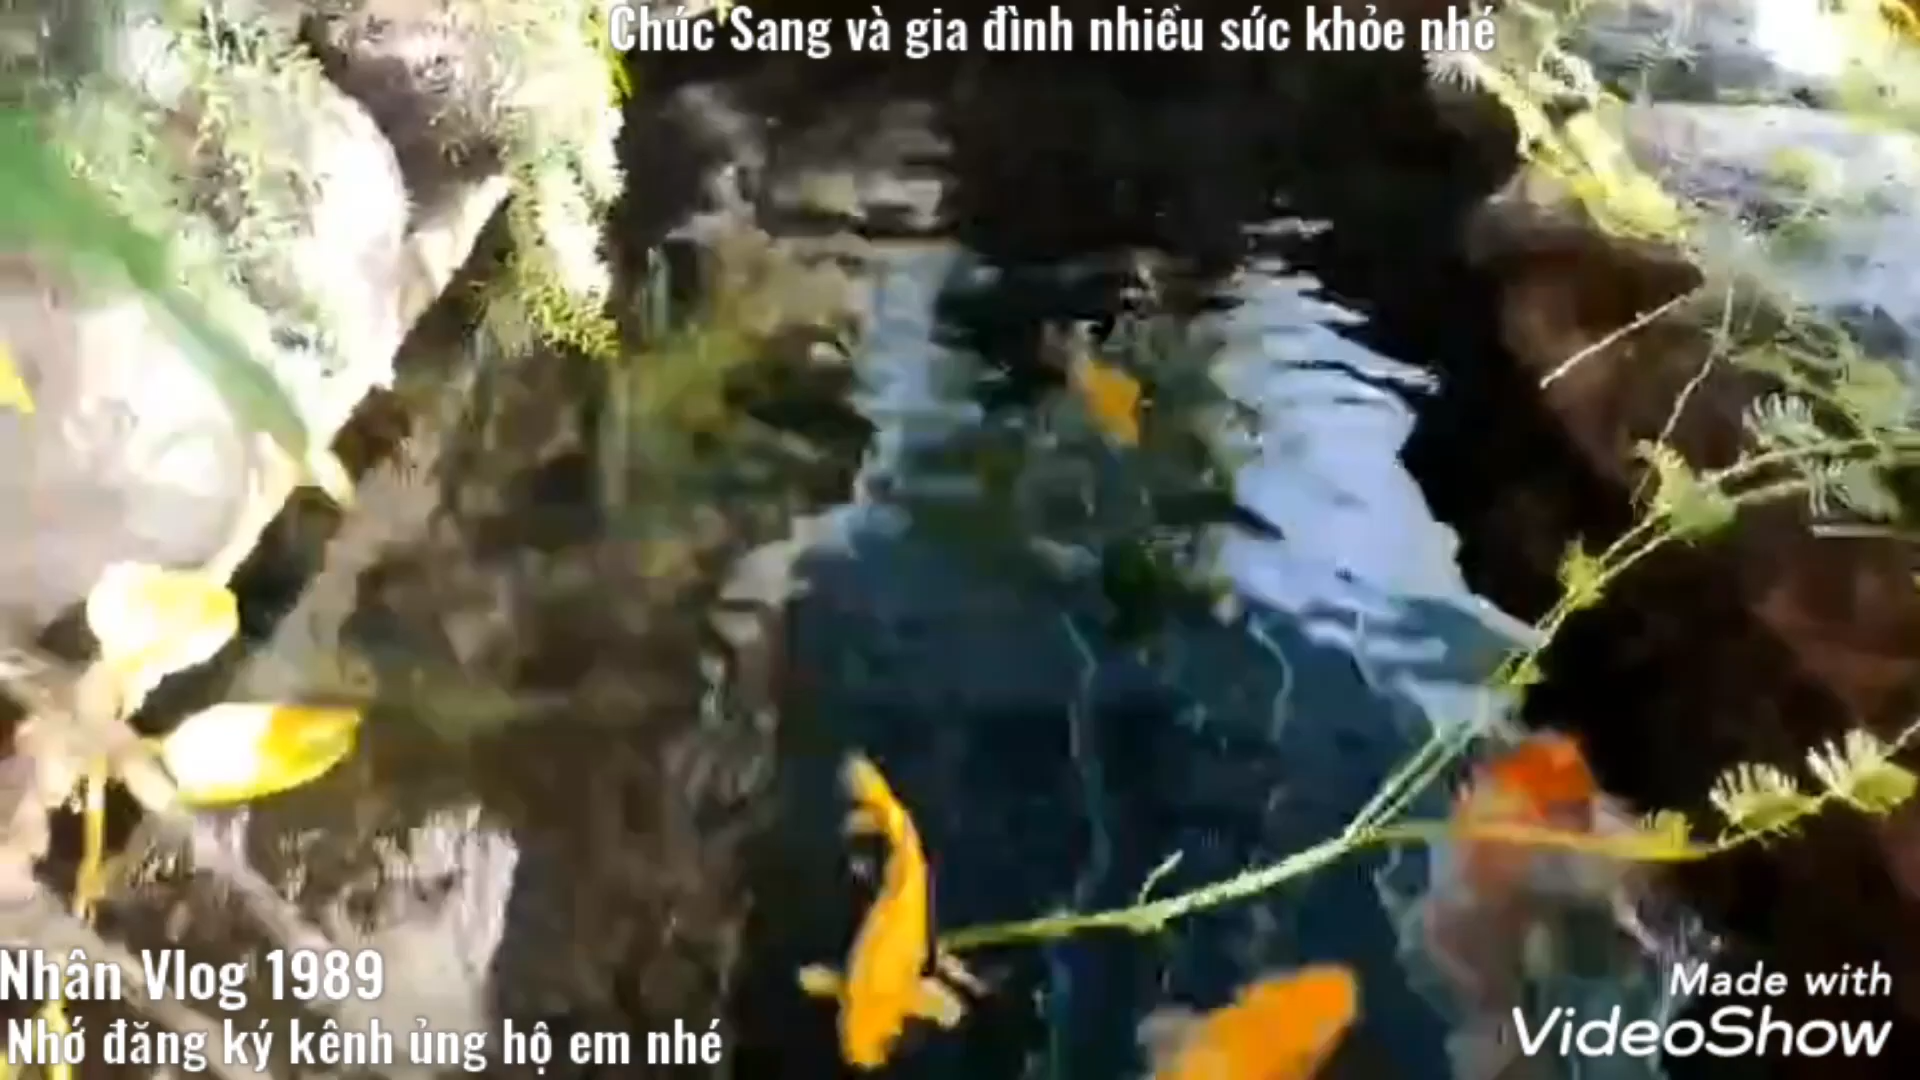 Chúc Sang và gia đình nhiều sức khỏe nhé
Nhân Vlog 1989
Nhớ đăng ký kênh ủng hộ em nhé
Made with
VideoShow